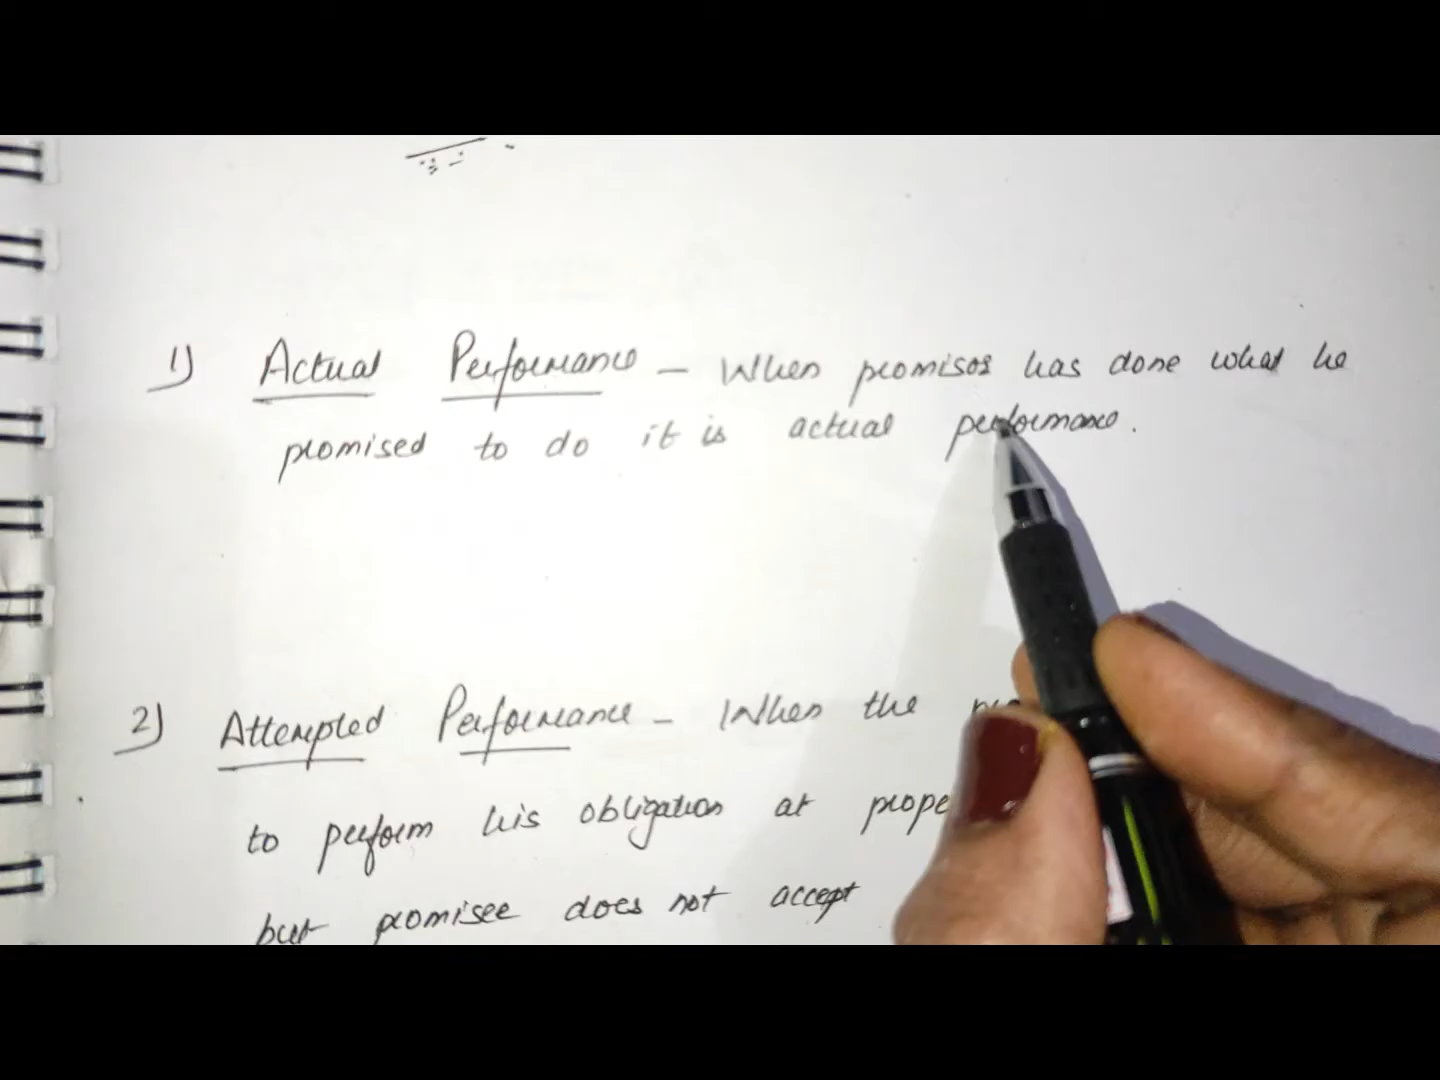 1) Actual Performance - When promisor has done what he
promised to do it is actual performance.
2) Attempted Performance - When the
to perform his obligation at
but promisee does not accept